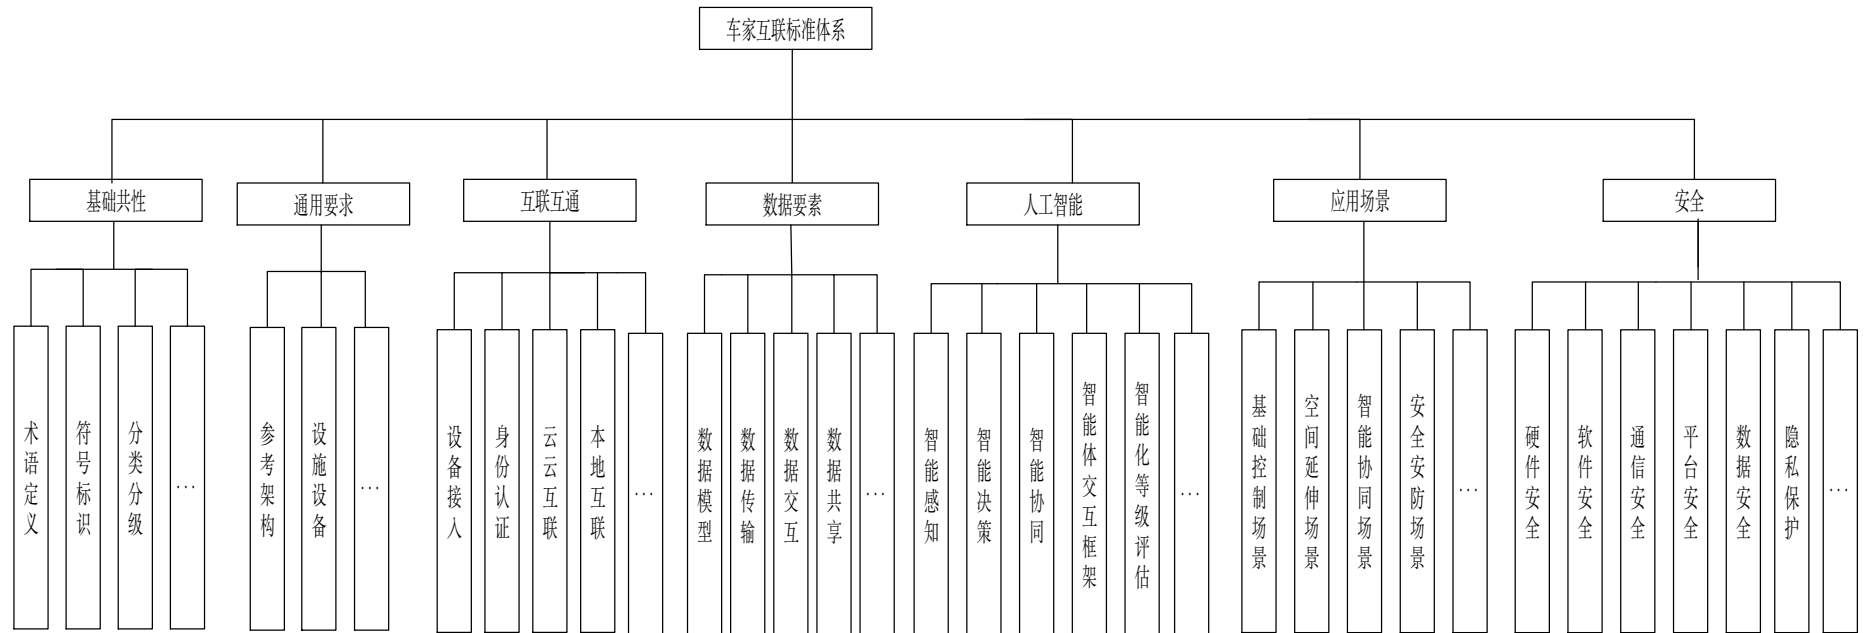 车家互联标准体系
基础共性
通用要求
互联互通
数据要素
人工智能
应用场景
安全
术语定义
符号标识
分类分级
...
参考架构
设施设备
...
设备接入
身份认证
云云互联
本地互联
...
数据模型
数据传输
数据交互
数据共享
...
智能感知
智能决策
智能协同
智能体交互框架
智能化等级评估
...
基础控制场景
空间延伸场景
智能协同场景
安全安防场景
...
硬件安全
软件安全
通信安全
平台安全
数据安全
隐私保护
...